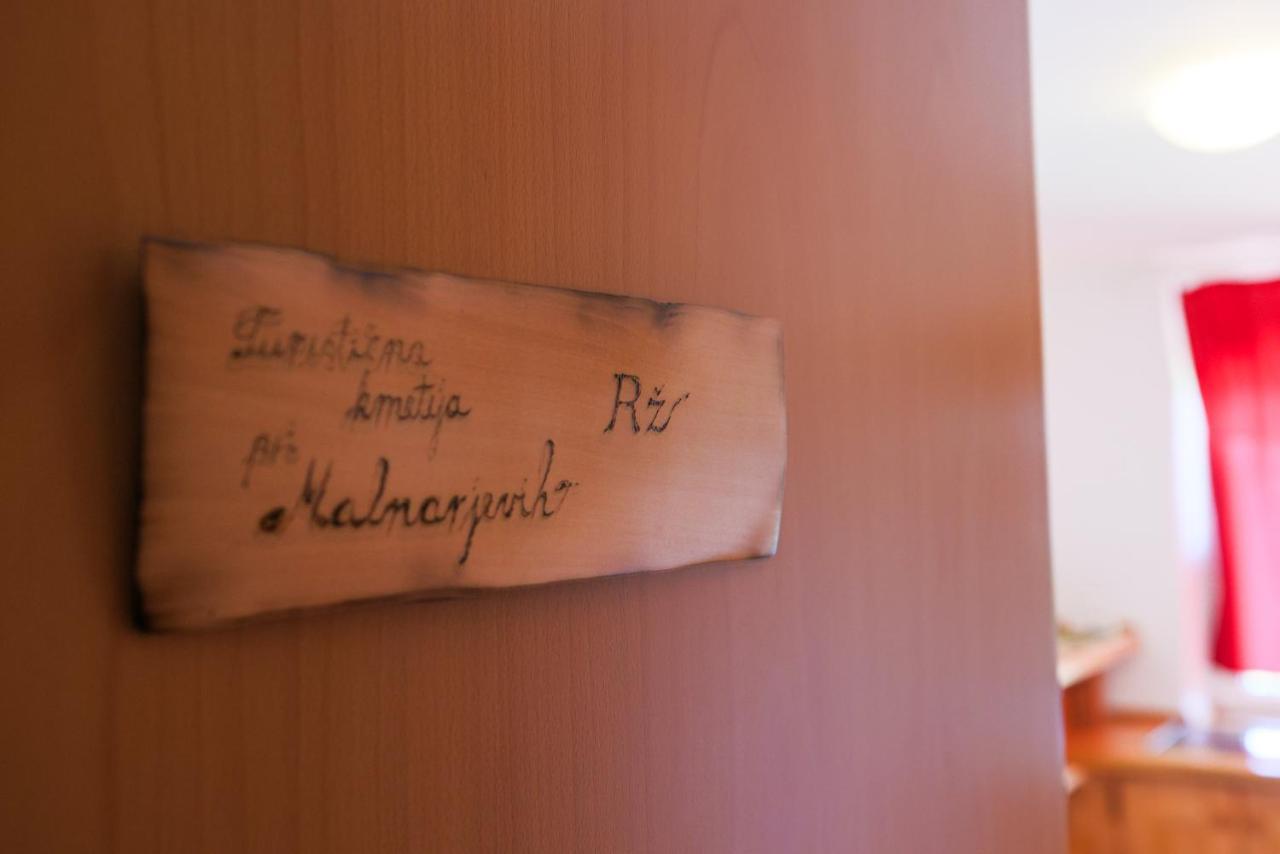 Turistična
kmetija
pri
Malnarjevih
Rž